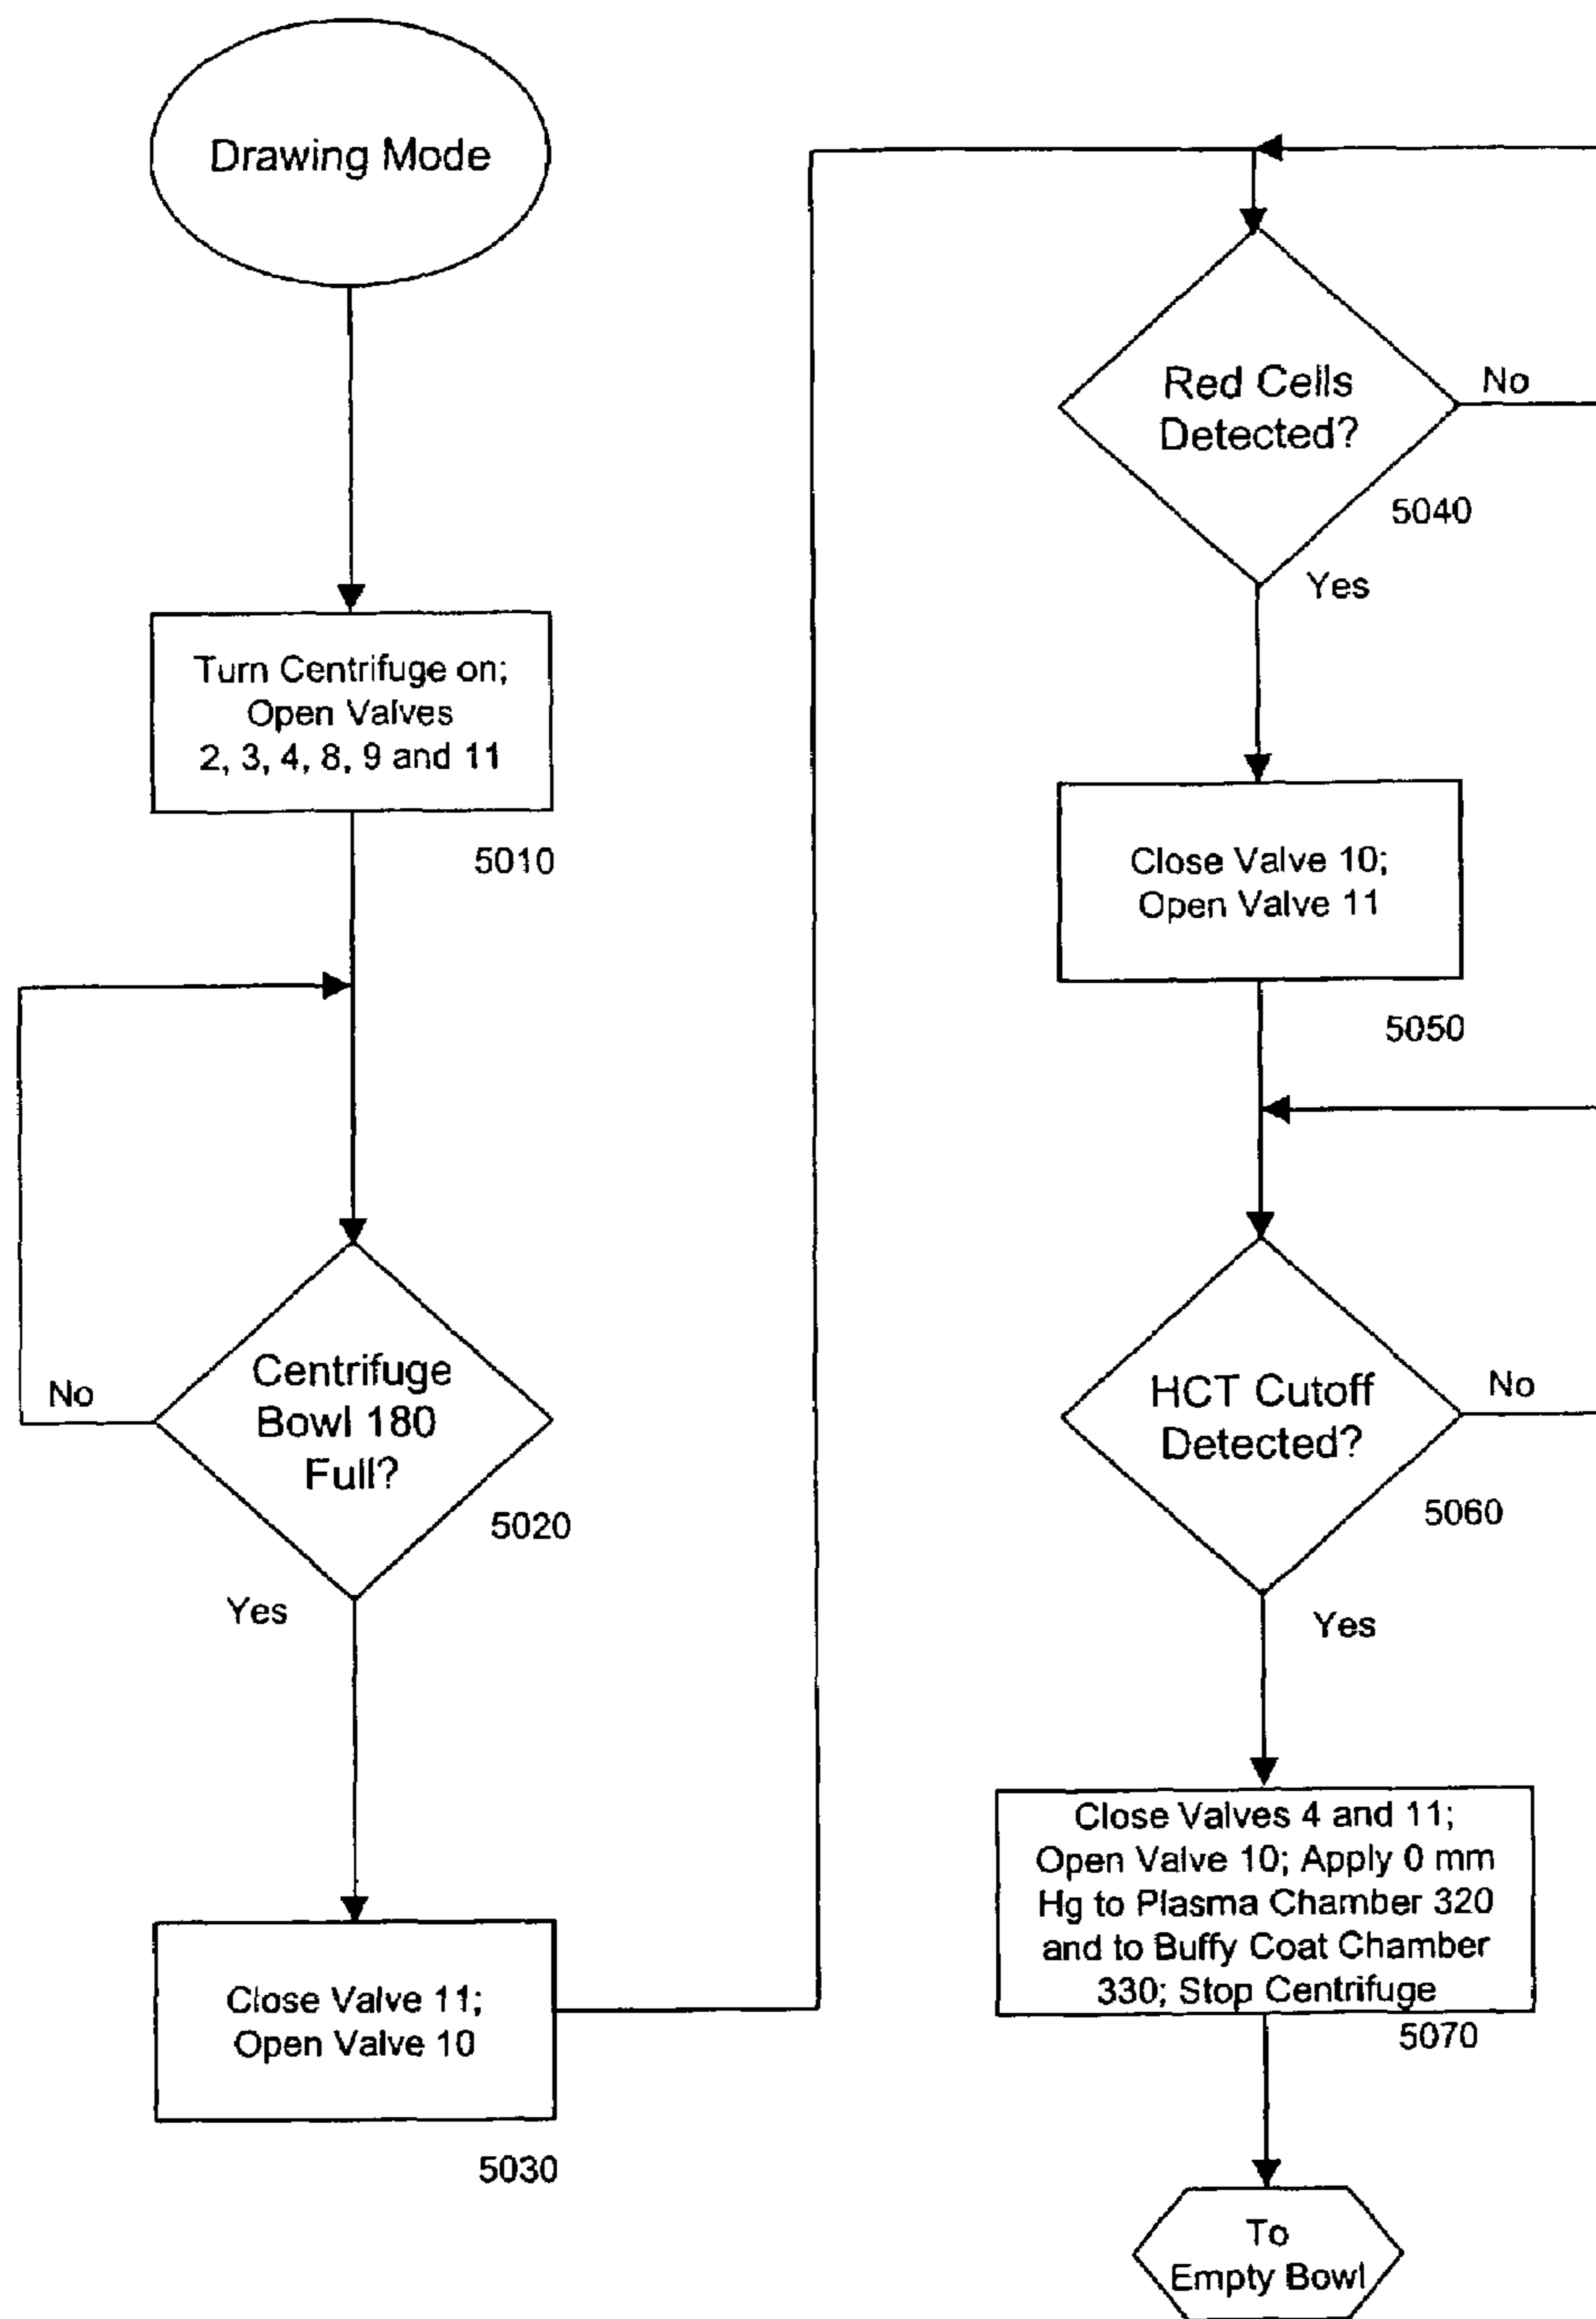 Drawing Mode
Turn Centrifuge on;
Open Valves
2, 3, 4, 8, 9 and 11
5010
Centrifuge
Bowl 180
Full?
No
5020
Yes
Close Valve 11;
Open Valve 10
5030
Red Cells
Detected?
No
5040
Yes
Close Valve 10;
Open Valve 11
5050
HCT Cutoff
Detected?
No
5060
Yes
Close Valves 4 and 11;
Open Valve 10; Apply 0 mm
Hg to Plasma Chamber 320
and to Buffy Coat Chamber
330; Stop Centrifuge
5070
To
Empty Bowl